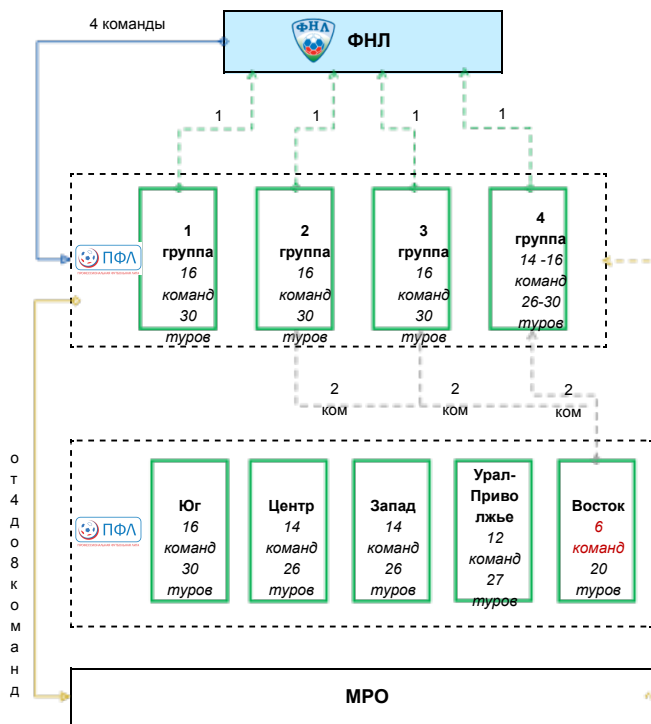 4 команды
ФНЛ
ФНЛ
1
1
1
1
ПФЛ
1
группа
16
команд
30
туров
2
группа
16
команд
30
туров
3
группа
16
команд
30
туров
4
группа
14 -16
команд
26-30
туров
2
ком
2
ком
2
ком
от4до8команд
ПФЛ
Юг
16
команд
30
туров
Центр
14
команд
26
туров
Запад
14
команд
26
туров
Урал-
Приво
лжье
12
команд
27
туров
Восток
6
команд
20
туров
МРО